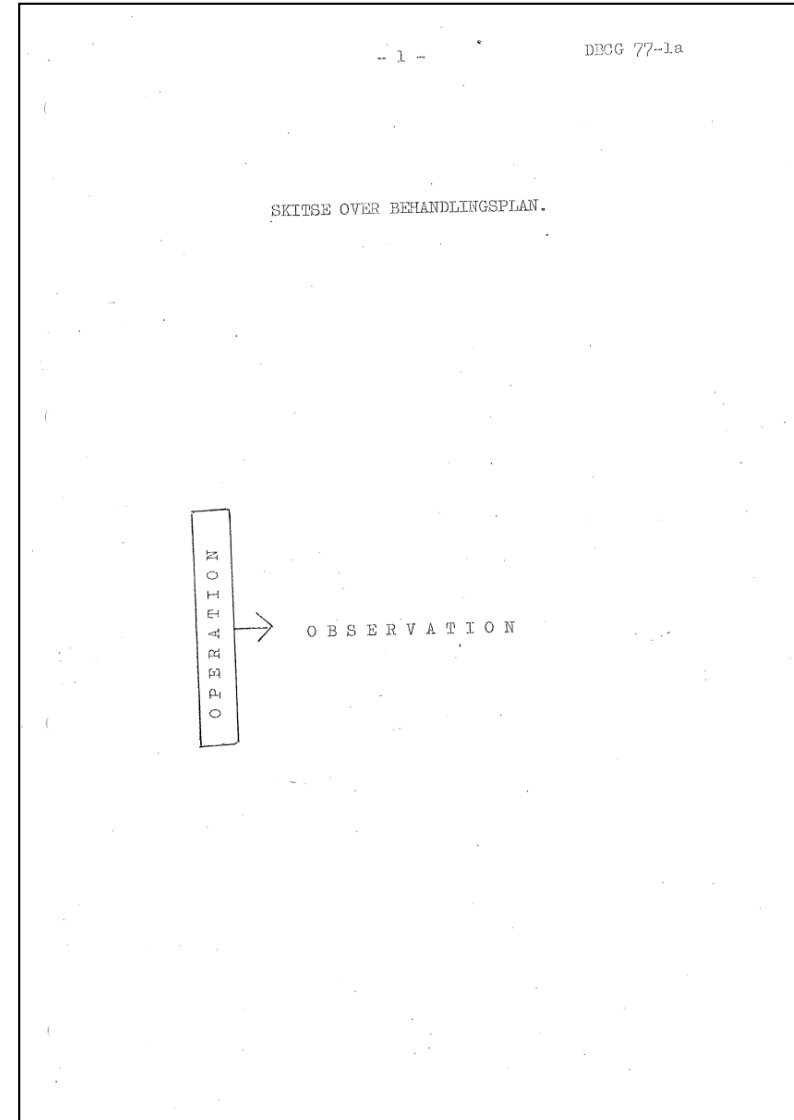 - 1 -
DBCG 77-1a
SKITSE OVER BEHANDLINGSPLAN.
OPERATION
OBSERVATION